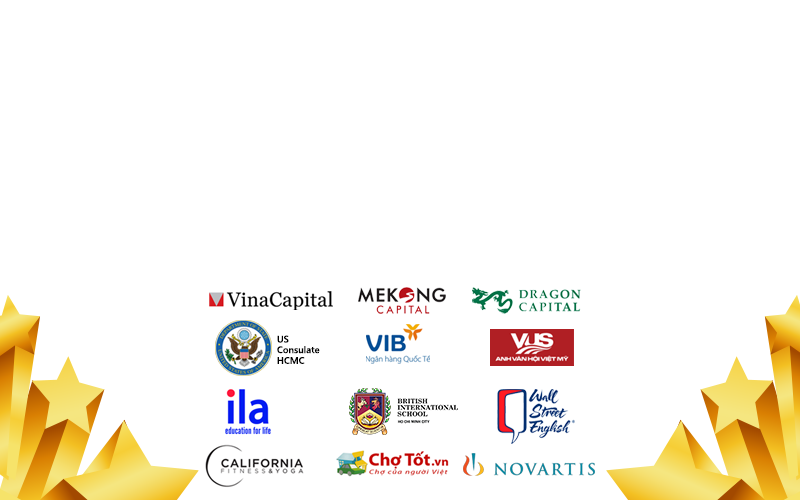 VinaCapital
MEKONG
CAPITAL
DRAGON
CAPITAL
US
Consulate
HCMC
VIB
Ngân hàng Quốc Tế
VUS
ANH VĂN HỘI VIỆT MỸ
ila
education for life
BRITISH
INTERNATIONAL
SCHOOL
HO CHI MINH CITY
Wall
Street
English
CALIFORNIA
FITNESS&YOGA
Chợ Tốt.vn
Chợ của người Việt
NOVARTIS